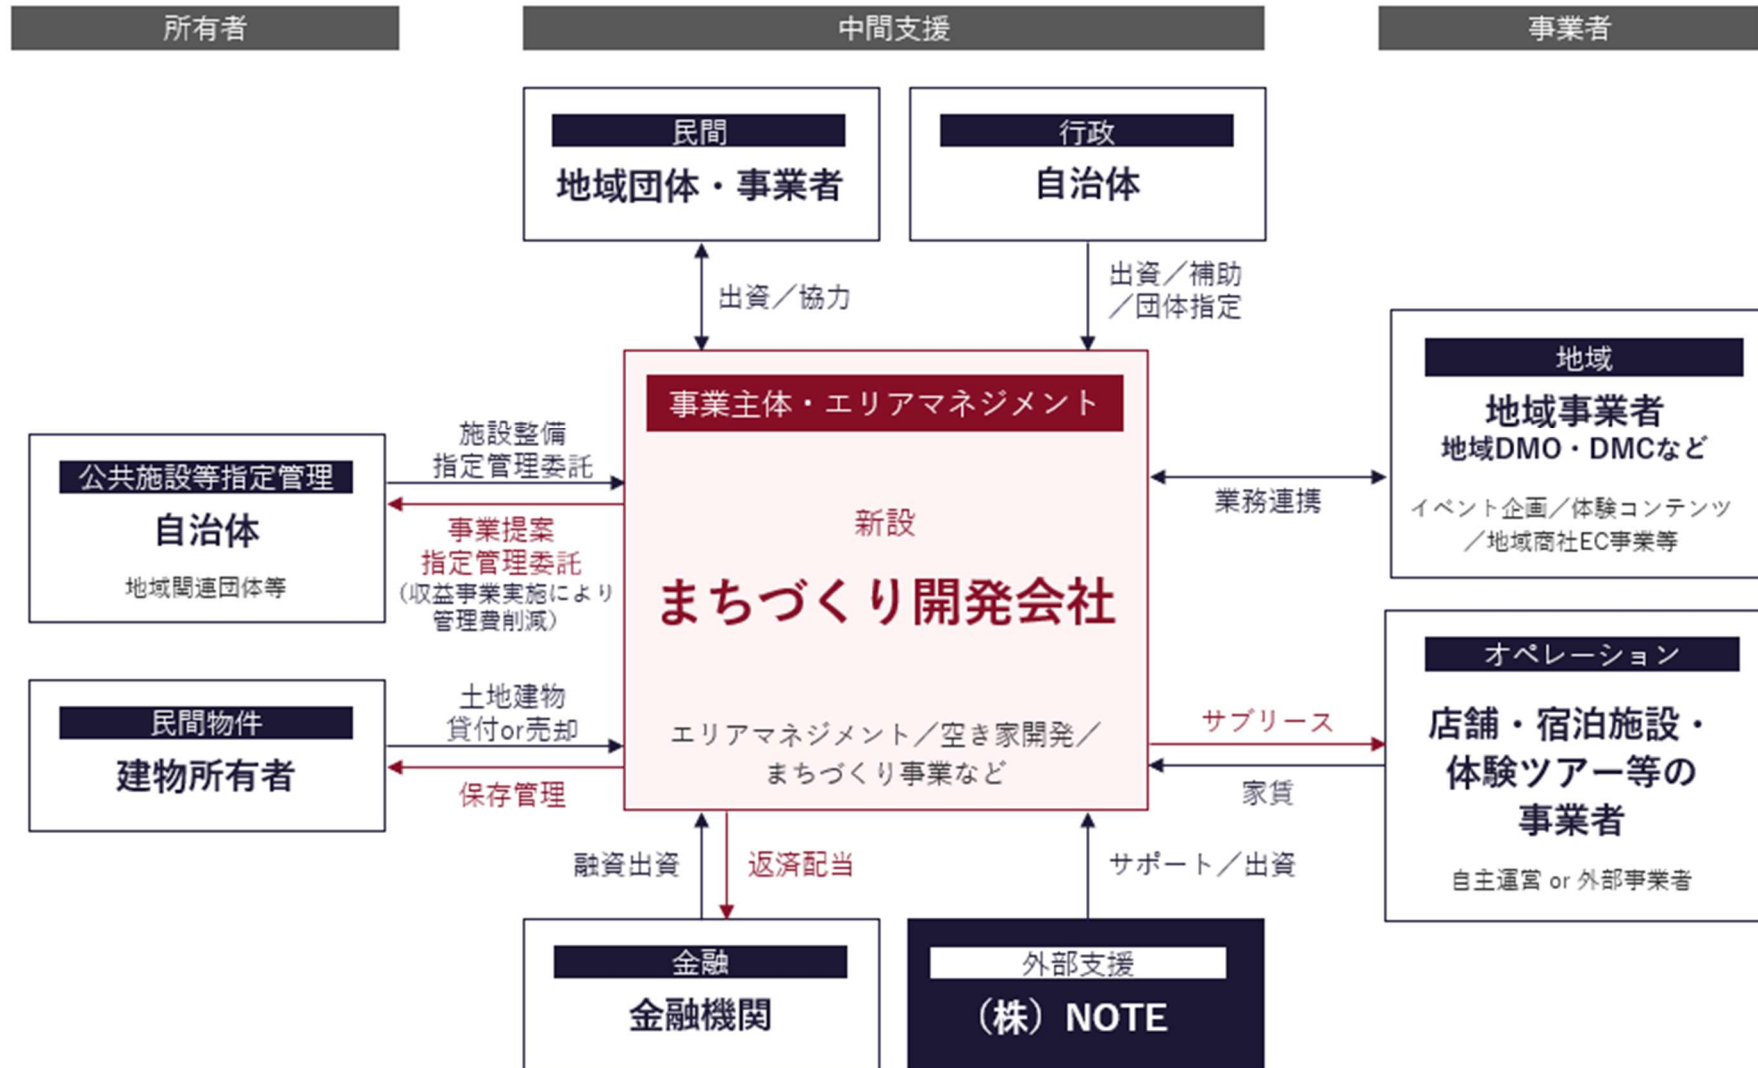 所有者
中間支援
事業者
民間
地域団体・事業者
行政
自治体
出資／協力
出資／補助
／団体指定
公共施設等指定管理
自治体
地域関連団体等
施設整備
指定管理委託
事業提案
指定管理委託
（収益事業実施により
管理費削減）
民間物件
建物所有者
土地建物
貸付or売却
保存管理
事業主体・エリアマネジメント
新設
まちづくり開発会社
エリアマネジメント／空き家開発／
まちづくり事業など
業務連携
地域
地域事業者
地域DMO・DMCなど
イベント企画／体験コンテンツ
／地域商社EC事業等
サブリース
家賃
オペレーション
店舗・宿泊施設・
体験ツアー等の
事業者
自主運営 or 外部事業者
融資出資
返済配当
サポート／出資
金融
金融機関
外部支援
（株）NOTE